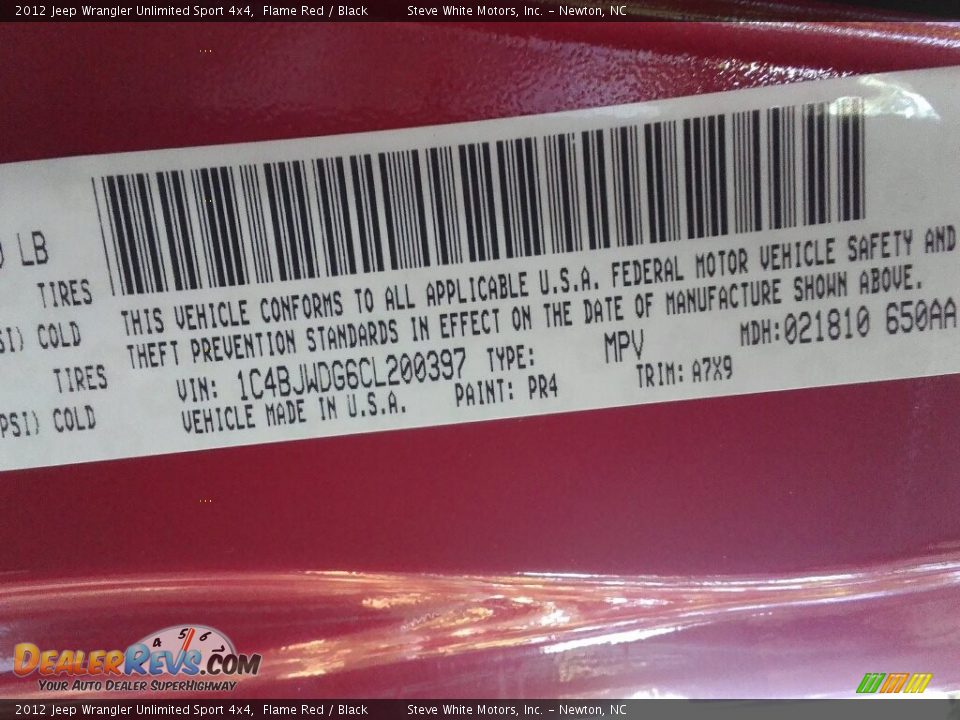 2012 Jeep Wrangler Unlimited Sport 4x4, Flame Red / Black Steve White Motors, Inc. - Newton, NC
LB
TIRES
COLD
TIRES
PSI) COLD
THIS VEHICLE CONFORMS TO ALL APPLICABLE U.S.A. FEDERAL MOTOR VEHICLE SAFETY AND
THEFT PREVENTION STANDARDS IN EFFECT ON THE DATE OF MANUFACTURE SHOWN ABOVE.
VIN: 1C4BJWDG6CL200397 TYPE: MPV MDH:021810 650AA
VEHICLE MADE IN U.S.A. PAINT: PR4 TRIM: A7X9
4 5 6
DEALERREVS.COM
YOUR AUTO DEALER SUPERHIGHWAY
2012 Jeep Wrangler Unlimited Sport 4x4, Flame Red / Black Steve White Motors, Inc. - Newton, NC